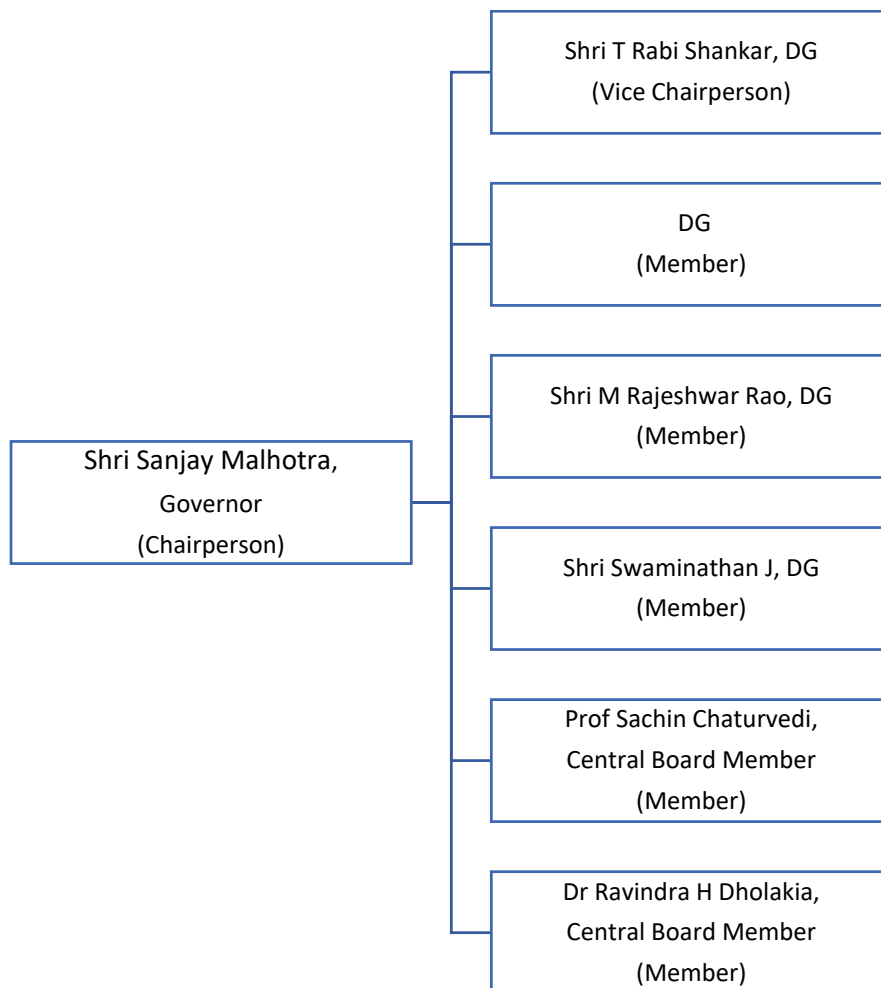 Shri T Rabi Shankar, DG
(Vice Chairperson)
DG
(Member)
Shri M Rajeshwar Rao, DG
(Member)
Shri Sanjay Malhotra,
Governor
(Chairperson)
Shri Swaminathan J, DG
(Member)
Prof Sachin Chaturvedi,
Central Board Member
(Member)
Dr Ravindra H Dholakia,
Central Board Member
(Member)